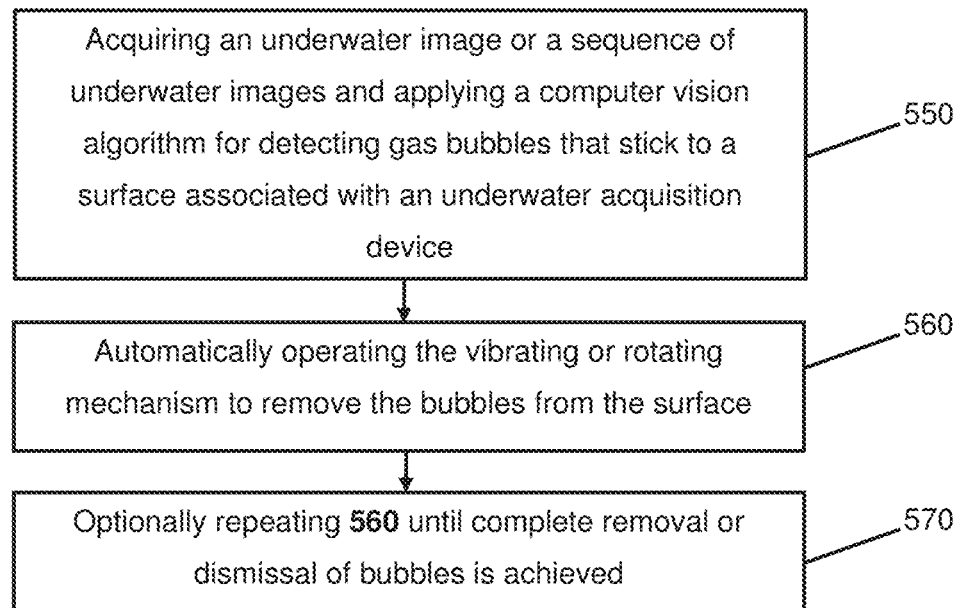 Acquiring an underwater image or a sequence of
underwater images and applying a computer vision
algorithm for detecting gas bubbles that stick to a
surface associated with an underwater acquisition
device
550
Automatically operating the vibrating or rotating
mechanism to remove the bubbles from the surface
560
Optionally repeating 560 until complete removal or
dismissal of bubbles is achieved
570